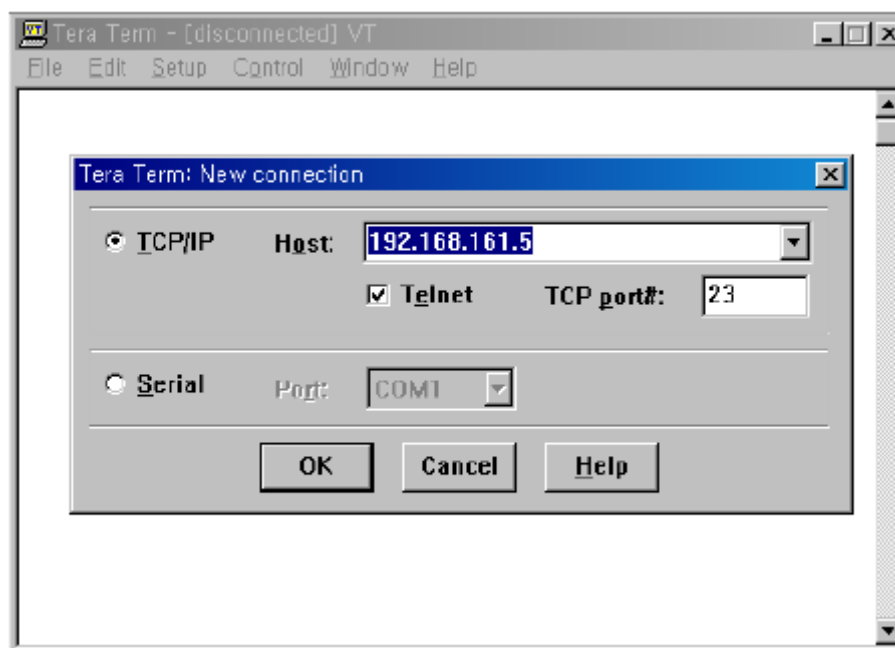 Tera Term - [disconnected] VT
File Edit Setup Control Window Help
Tera Term: New connection
TCP/IP Host: 192.168.161.5
Telnet TCP port#: 23
Serial Port: COM1
OK Cancel Help